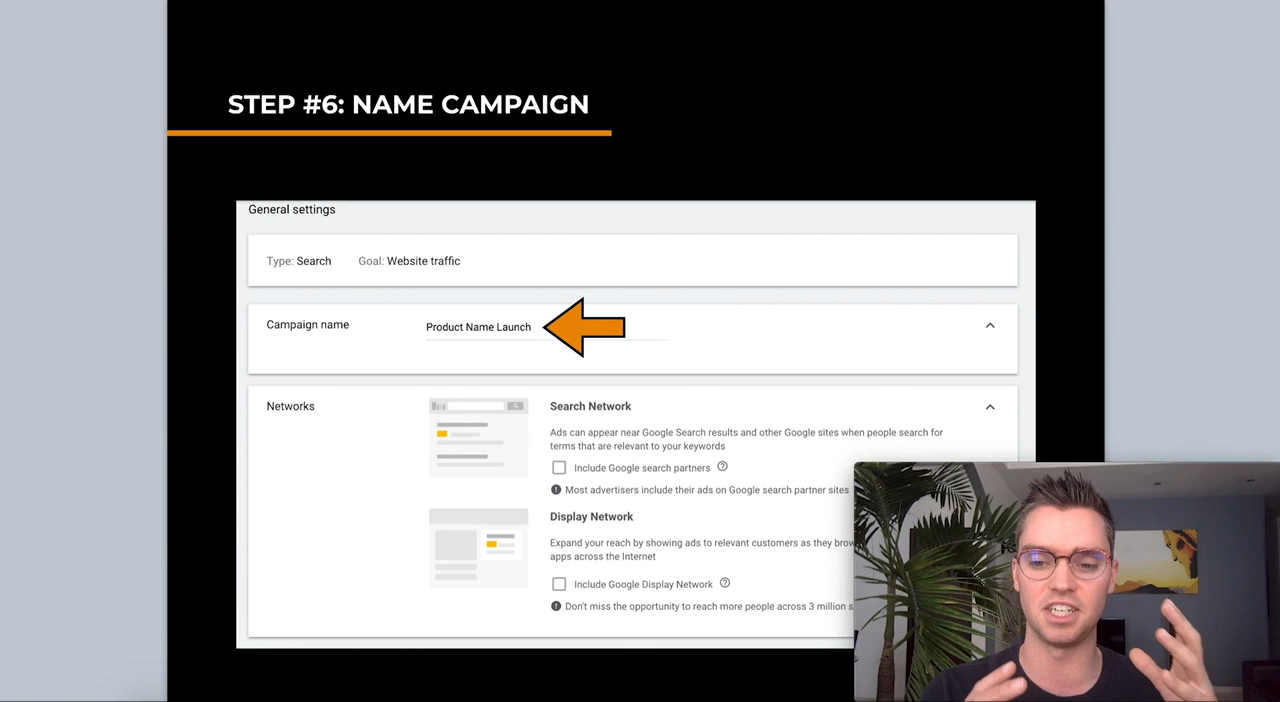 STEP #6: NAME CAMPAIGN
General settings
Type: Search Goal: Website traffic
Campaign name Product Name Launch
Networks Search Network
Ads can appear near Google Search results and other Google sites when people search for
terms that are relevant to your keywords
Include Google search partners
Most advertisers include their ads on Google search partner sites
Display Network
Expand your reach by showing ads to relevant customers as they brow
apps across the Internet
Include Google Display Network
Don't miss the opportunity to reach more people across 3 million s